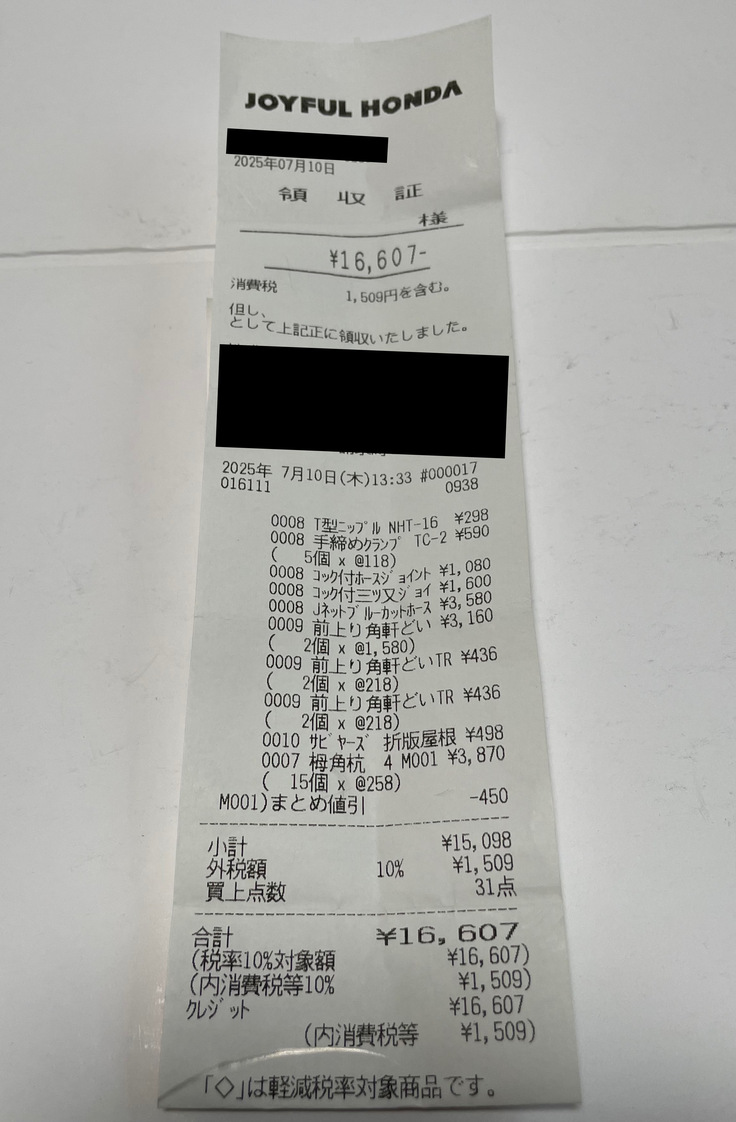 JOYFUL HONDA
2025年07月10日
領 収 証
様
¥16,607-
消費税 1,509円を含む。
但し、
として上記正に領収いたしました。
2025年 7月10日(木)13:33 #000017
016111 0938
0008 T型ニップル NHT-16 ¥298
0008 手締めクランプ TC-2 ¥590
( 5個 x @118)
0008 コック付ホースジョイント ¥1,080
0008 コック付三ツ又ジョイ ¥1,600
0008 Jネットブルーカットホース ¥3,580
0009 前上り角軒どい ¥3,160
( 2個 x @1,580)
0009 前上り角軒どいTR ¥436
( 2個 x @218)
0009 前上り角軒どいTR ¥436
( 2個 x @218)
0010 サビヤーズ 折版屋根 ¥498
0007 栂角杭 4 M001 ¥3,870
( 15個 x @258)
M001)まとめ値引 -450
小計 ¥15,098
外税額 10% ¥1,509
買上点数 31点
合計 ¥16,607
(税率10%対象額 ¥16,607)
(内消費税等10% ¥1,509)
クレジット ¥16,607
(内消費税等 ¥1,509)
「◇」は軽減税率対象商品です。